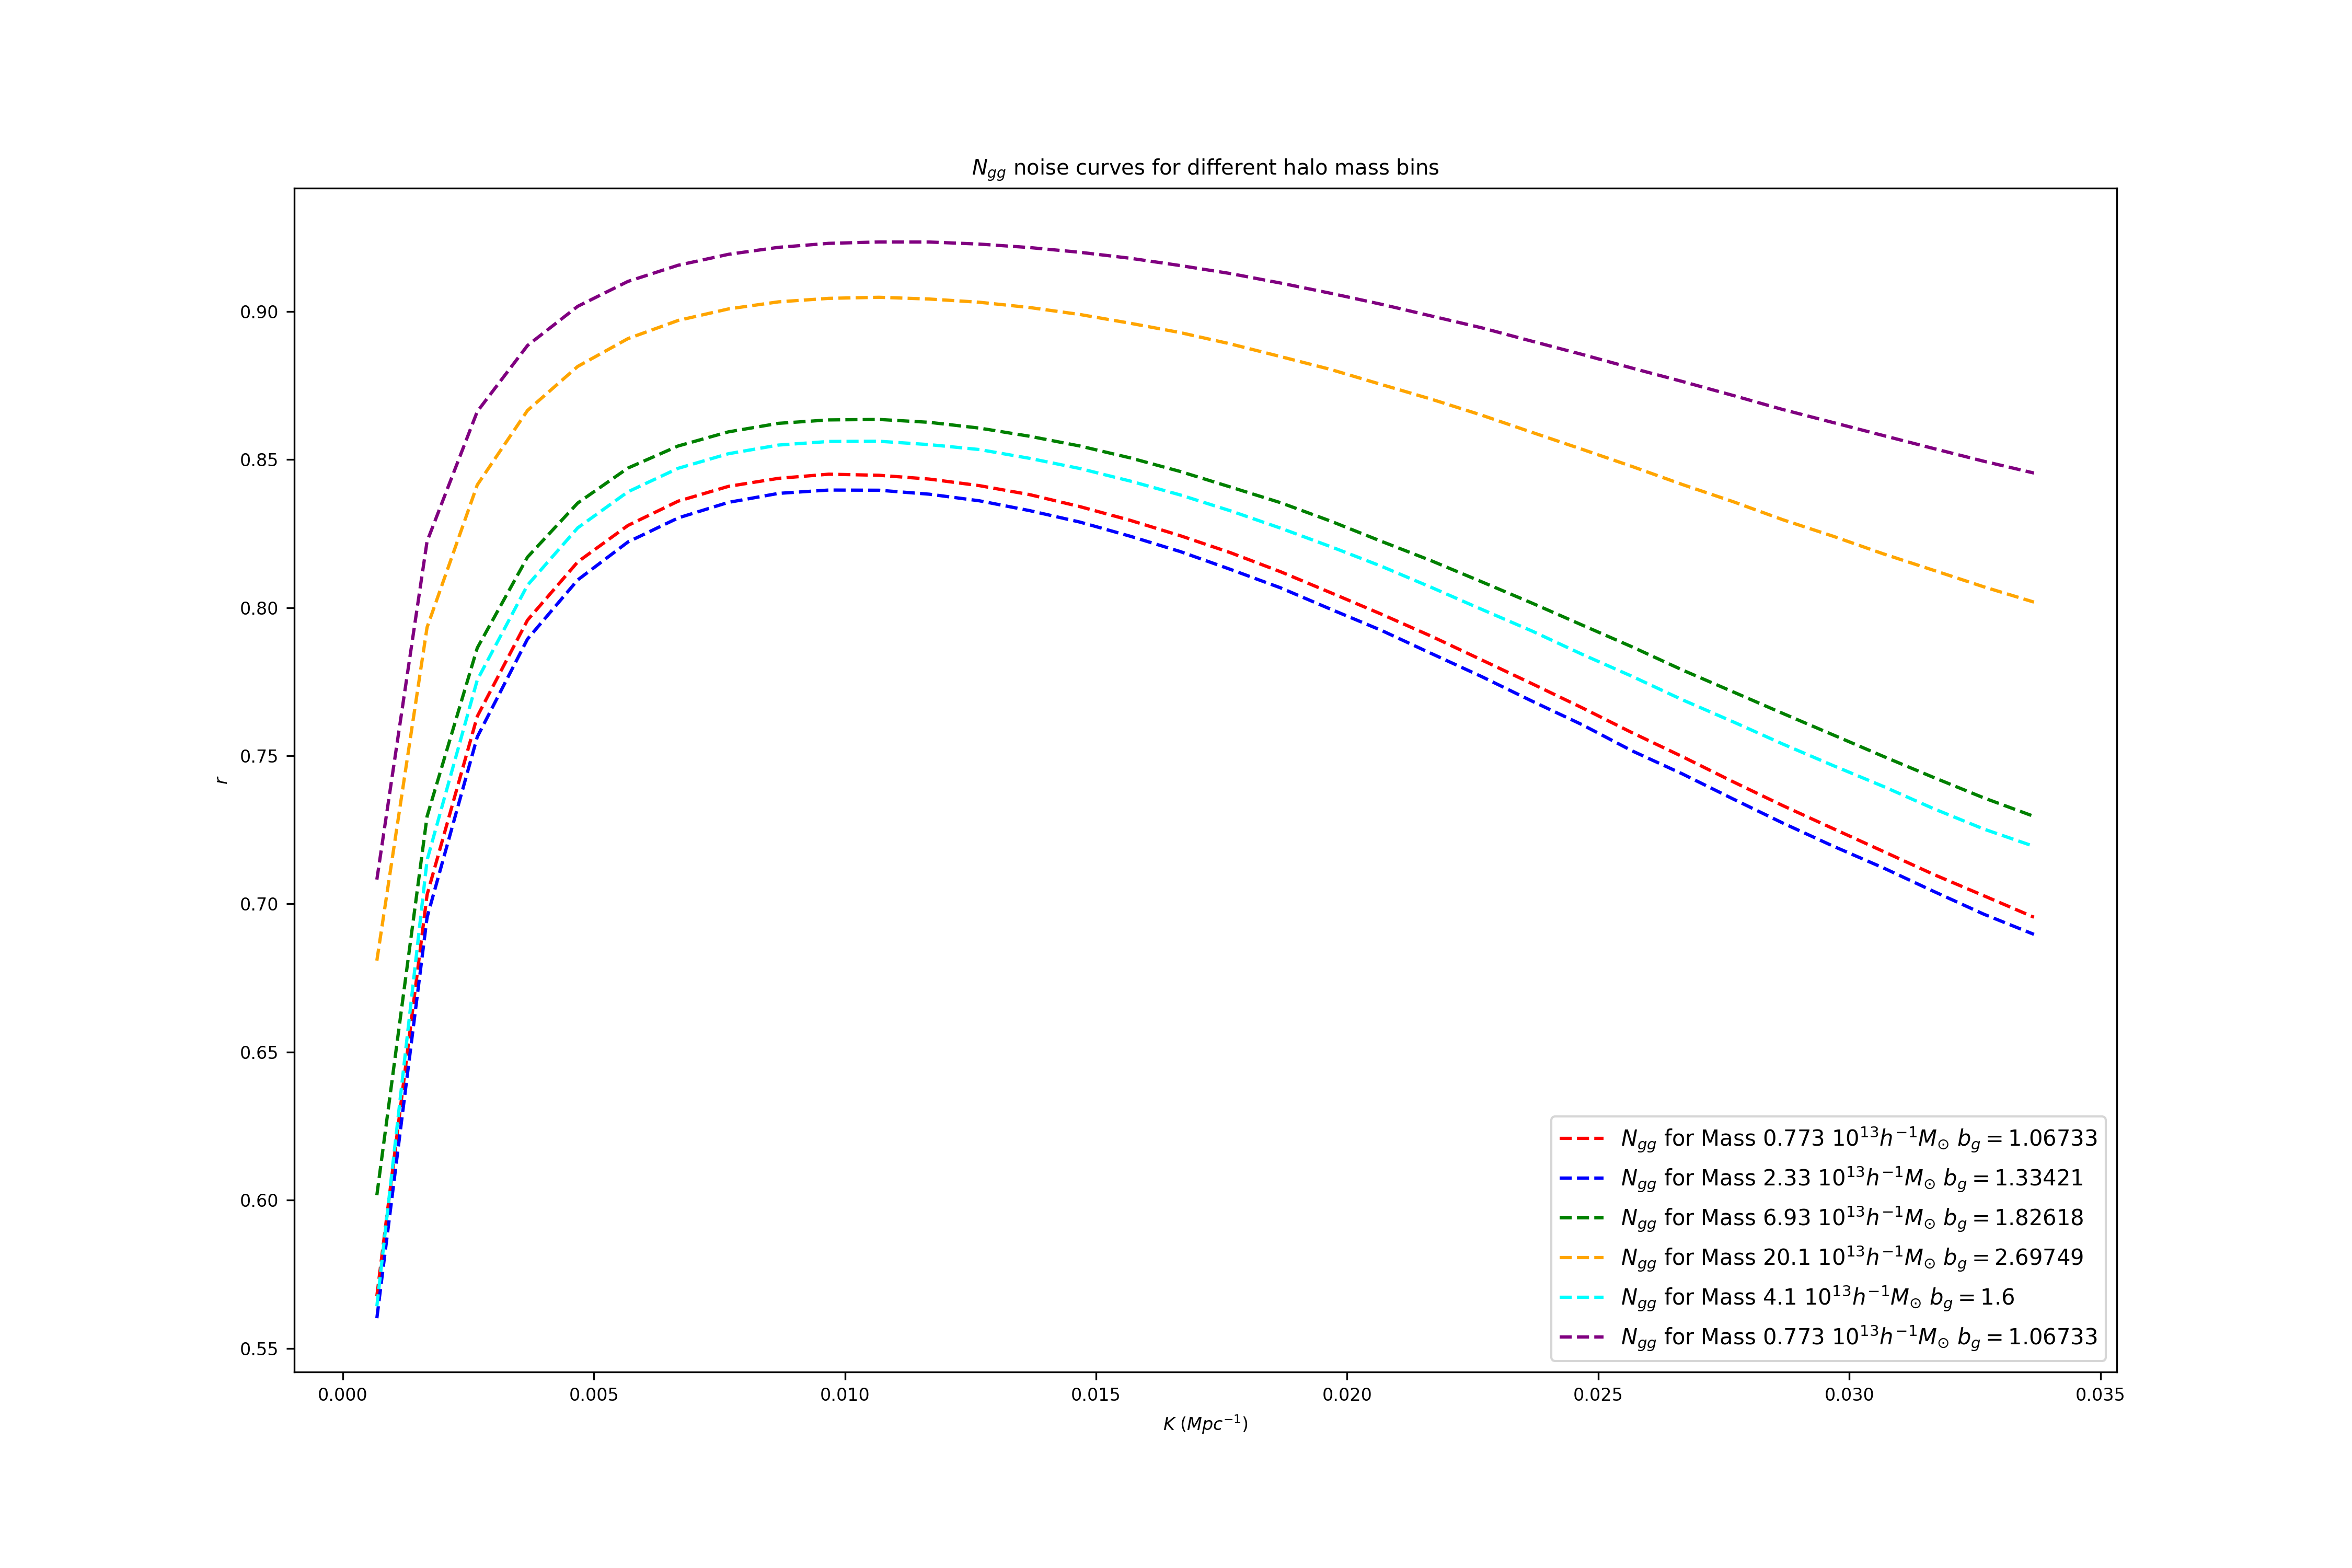 N_gg noise curves for different halo mass bins
0.90
0.85
0.80
0.75
r
0.70
0.65
0.60
0.55
N_gg for Mass 0.773 10^13 h^−1 M_⊙ b_g = 1.06733
N_gg for Mass 2.33 10^13 h^−1 M_⊙ b_g = 1.33421
N_gg for Mass 6.93 10^13 h^−1 M_⊙ b_g = 1.82618
N_gg for Mass 20.1 10^13 h^−1 M_⊙ b_g = 2.69749
N_gg for Mass 4.1 10^13 h^−1 M_⊙ b_g = 1.6
N_gg for Mass 0.773 10^13 h^−1 M_⊙ b_g = 1.06733
0.000 0.005 0.010 0.015 0.020 0.025 0.030 0.035
K (Mpc^−1)